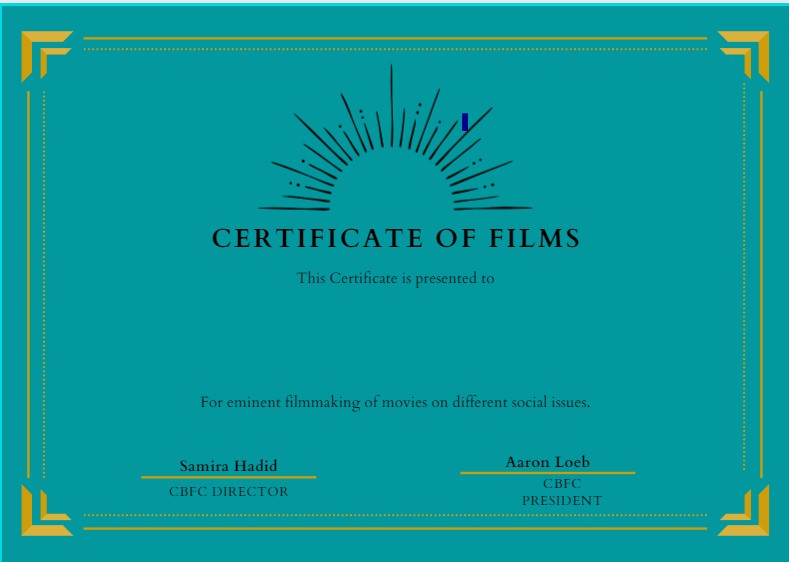 CERTIFICATE OF FILMS
This Certificate is presented to
For eminent filmmaking of movies on different social issues.
Samira Hadid
CBFC DIRECTOR
Aaron Loeb
CBFC
PRESIDENT